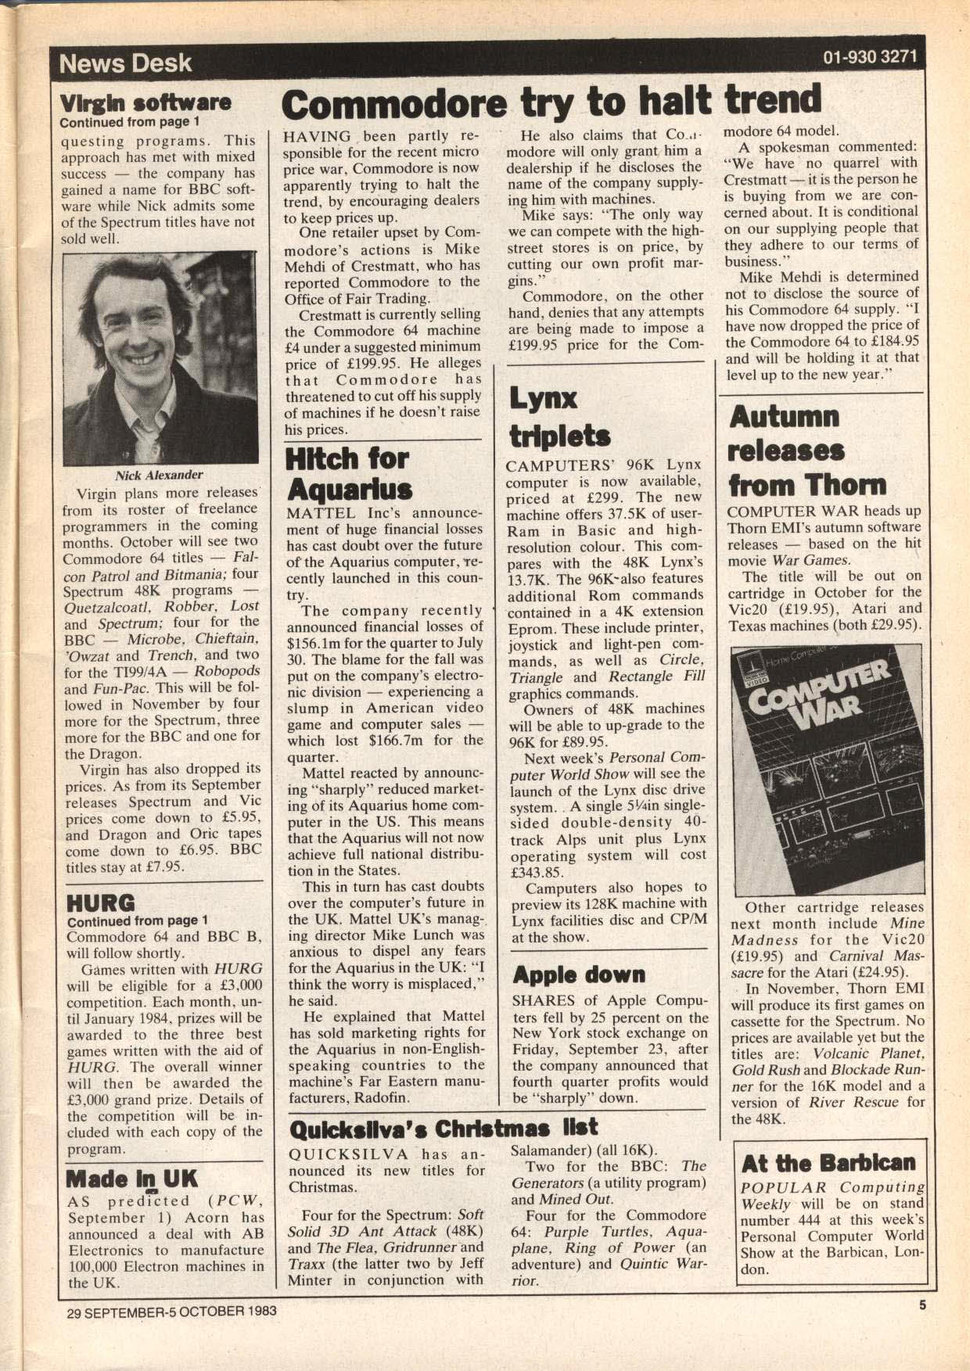 News Desk
01-930 3271
Virgin software
Continued from page 1
questing programs. This
approach has met with mixed
success — the company has
gained a name for BBC soft-
ware while Nick admits some
of the Spectrum titles have not
sold well.
Nick Alexander
Virgin plans more releases
from its roster of freelance
programmers in the coming
months. October will see two
Commodore 64 titles — Fal-
con Patrol and Bitmania; four
Spectrum 48K programs —
Quetzalcoatl, Robber, Lost
and Spectrum; four for the
BBC — Microbe, Chieftain,
'Owzat and Trench, and two
for the TI99/4A — Robopods
and Fun-Pac. This will be fol-
lowed in November by four
more for the Spectrum, three
more for the BBC and one for
the Dragon.
Virgin has also dropped its
prices. As from its September
releases Spectrum and Vic
prices come down to £5.95,
and Dragon and Oric tapes
come down to £6.95. BBC
titles stay at £7.95.
HURG
Continued from page 1
Commodore 64 and BBC B,
will follow shortly.
Games written with HURG
will be eligible for a £3,000
competition. Each month, un-
til January 1984, prizes will be
awarded to the three best
games written with the aid of
HURG. The overall winner
will then be awarded the
£3,000 grand prize. Details of
the competition will be in-
cluded with each copy of the
program.
Made in UK
AS predicted (PCW,
September 1) Acorn has
announced a deal with AB
Electronics to manufacture
100,000 Electron machines in
the UK.
Commodore try to halt trend
HAVING been partly re-
sponsible for the recent micro
price war, Commodore is now
apparently trying to halt the
trend, by encouraging dealers
to keep prices up.
One retailer upset by Com-
modore's actions is Mike
Mehdi of Crestmatt, who has
reported Commodore to the
Office of Fair Trading.
Crestmatt is currently selling
the Commodore 64 machine
£4 under a suggested minimum
price of £199.95. He alleges
that Commodore has
threatened to cut off his supply
of machines if he doesn't raise
his prices.
He also claims that Com-
modore will only grant him a
dealership if he discloses the
name of the company supply-
ing him with machines.
Mike says: "The only way
we can compete with the high-
street stores is on price, by
cutting our own profit mar-
gins."
Commodore, on the other
hand, denies that any attempts
are being made to impose a
£199.95 price for the Com-
modore 64 model.
A spokesman commented:
"We have no quarrel with
Crestmatt — it is the person he
is buying from we are con-
cerned about. It is conditional
on our supplying people that
they adhere to our terms of
business."
Mike Mehdi is determined
not to disclose the source of
his Commodore 64 supply. "I
have now dropped the price of
the Commodore 64 to £184.95
and will be holding it at that
level up to the new year."
Hitch for
Aquarius
MATTEL Inc's announce-
ment of huge financial losses
has cast doubt over the future
of the Aquarius computer, re-
cently launched in this coun-
try.
The company recently
announced financial losses of
$156.1m for the quarter to July
30. The blame for the fall was
put on the company's electro-
nic division — experiencing a
slump in American video
game and computer sales —
which lost $166.7m for the
quarter.
Mattel reacted by announc-
ing "sharply" reduced market-
ing of its Aquarius home com-
puter in the US. This means
that the Aquarius will not now
achieve full national distribu-
tion in the States.
This in turn has cast doubts
over the computer's future in
the UK. Mattel UK's manag-
ing director Mike Lunch was
anxious to dispel any fears
for the Aquarius in the UK: "I
think the worry is misplaced,"
he said.
He explained that Mattel
has sold marketing rights for
the Aquarius in non-English-
speaking countries to the
machine's Far Eastern manu-
facturers, Radofin.
Lynx
triplets
CAMPUTERS' 96K Lynx
computer is now available,
priced at £299. The new
machine offers 37.5K of user-
Ram in Basic and high-
resolution colour. This com-
pares with the 48K Lynx's
13.7K. The 96K also features
additional Rom commands
contained in a 4K extension
Eprom. These include printer,
joystick and light-pen com-
mands, as well as Circle,
Triangle and Rectangle Fill
graphics commands.
Owners of 48K machines
will be able to up-grade to the
96K for £89.95.
Next week's Personal Com-
puter World Show will see the
launch of the Lynx disc drive
system. A single 5¼in single-
sided double-density 40-
track Alps unit plus Lynx
operating system will cost
£343.85.
Camputers also hopes to
preview its 128K machine with
Lynx facilities disc and CP/M
at the show.
Apple down
SHARES of Apple Compu-
ters fell by 25 percent on the
New York stock exchange on
Friday, September 23, after
the company announced that
fourth quarter profits would
be "sharply" down.
Autumn
releases
from Thorn
COMPUTER WAR heads up
Thorn EMI's autumn software
releases — based on the hit
movie War Games.
The title will be out on
cartridge in October for the
Vic20 (£19.95), Atari and
Texas machines (both £29.95).
Home Computer
VIDEO
COMPUTER
WAR
Other cartridge releases
next month include Mine
Madness for the Vic20
(£19.95) and Carnival Mas-
sacre for the Atari (£24.95).
In November, Thorn EMI
will produce its first games on
cassette for the Spectrum. No
prices are available yet but the
titles are: Volcanic Planet,
Gold Rush and Blockade Run-
ner for the 16K model and a
version of River Rescue for
the 48K.
Quicksilva's Christmas list
QUICKSILVA has an-
nounced its new titles for
Christmas.
Four for the Spectrum: Soft
Solid 3D Ant Attack (48K)
and The Flea, Gridrunner and
Traxx (the latter two by Jeff
Minter in conjunction with
Salamander) (all 16K).
Two for the BBC: The
Generators (a utility program)
and Mined Out.
Four for the Commodore
64: Purple Turtles, Aqua-
plane, Ring of Power (an
adventure) and Quintic War-
rior.
At the Barbican
POPULAR Computing
Weekly will be on stand
number 444 at this week's
Personal Computer World
Show at the Barbican, Lon-
don.
29 SEPTEMBER-5 OCTOBER 1983
5